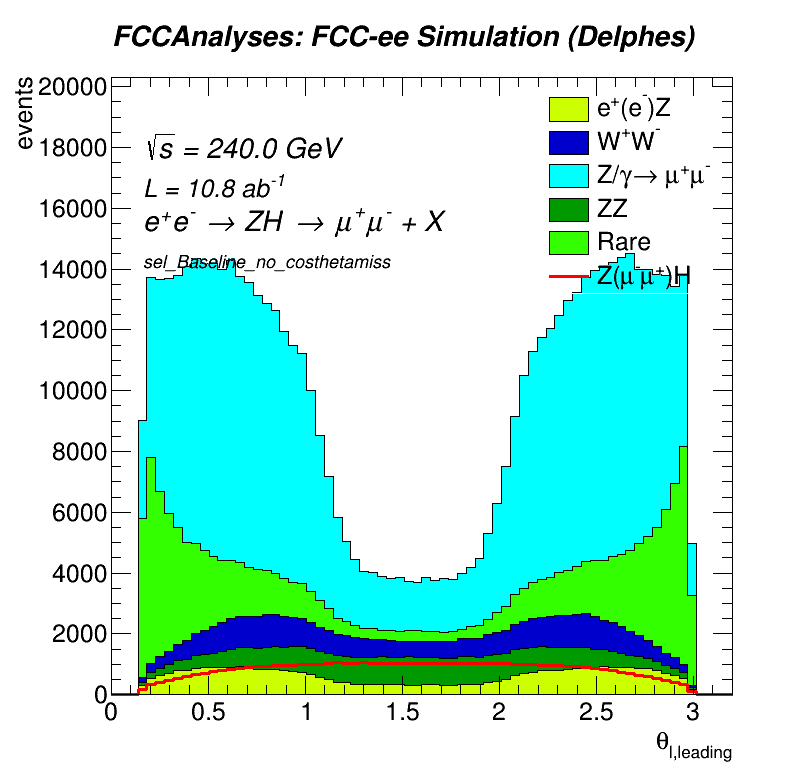 FCCAnalyses: FCC-ee Simulation (Delphes)
events
20000
18000
16000
14000
12000
10000
8000
6000
4000
2000
0
√s = 240.0 GeV
L = 10.8 ab⁻¹
e⁺e⁻ → ZH → μ⁺μ⁻ + X
sel_Baseline_no_costhetamiss
e⁺(e⁻)Z
W⁺W⁻
Z/γ→ μ⁺μ⁻
ZZ
Rare
Z(μ⁻μ⁺)H
0 0.5 1 1.5 2 2.5 3
θl,leading